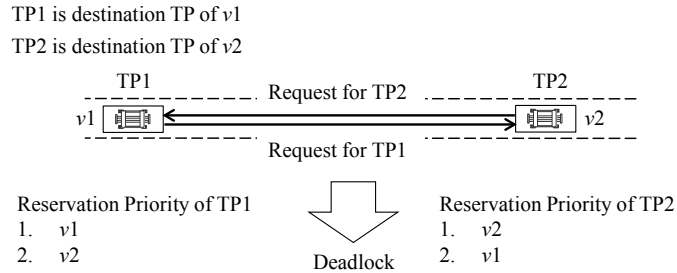 TP1 is destination TP of v1
TP2 is destination TP of v2
TP1
TP2
Request for TP2
v1
v2
Request for TP1
Reservation Priority of TP1
1. v1
2. v2
Reservation Priority of TP2
1. v2
2. v1
Deadlock